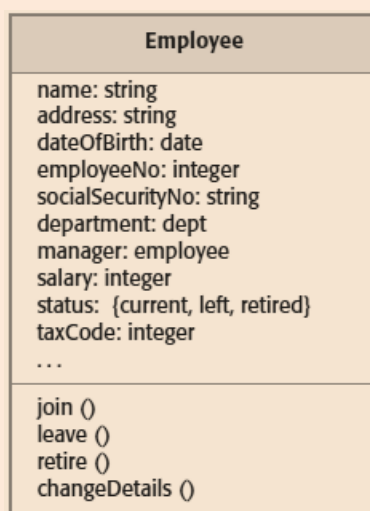 Employee
name: string
address: string
dateOfBirth: date
employeeNo: integer
socialSecurityNo: string
department: dept
manager: employee
salary: integer
status: {current, left, retired}
taxCode: integer
...
join ()
leave ()
retire ()
changeDetails ()